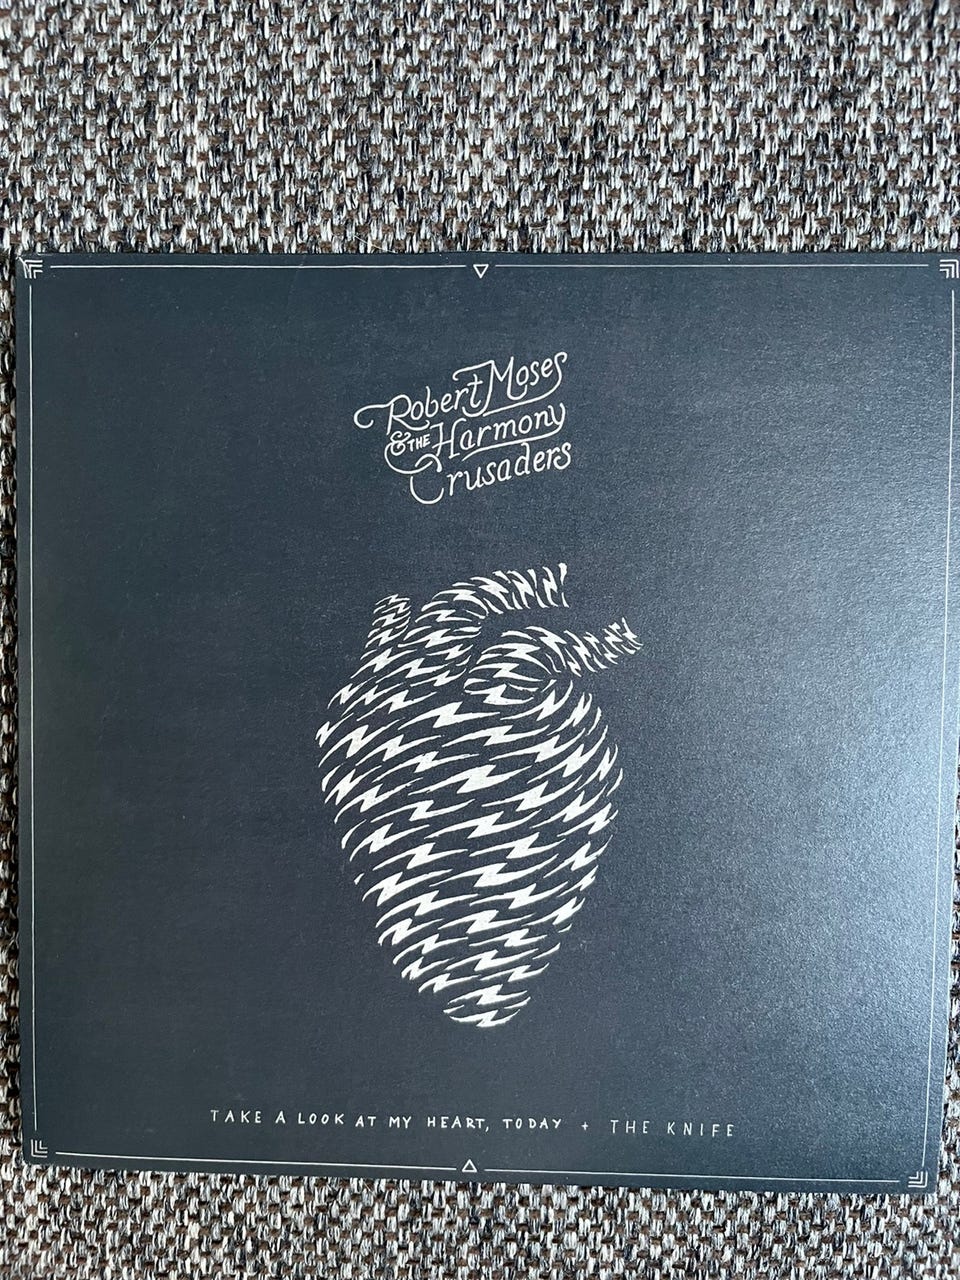 Robert Moses
& THE Harmony
Crusaders
TAKE A LOOK AT MY HEART, TODAY + THE KNIFE